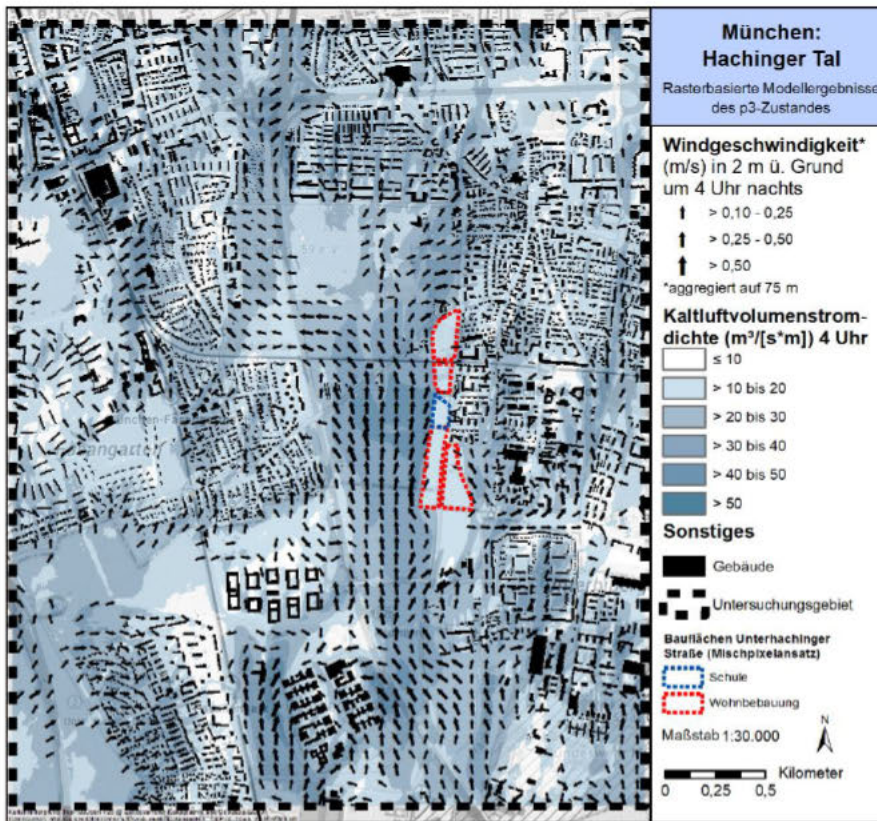 München:
Hachinger Tal
Rasterbasierte Modellergebnisse
des p3-Zustandes
Windgeschwindigkeit*
(m/s) in 2 m ü. Grund
um 4 Uhr nachts
> 0,10 - 0,25
> 0,25 - 0,50
> 0,50
*aggregiert auf 75 m
Kaltluftvolumenstrom-
dichte (m³/[s*m]) 4 Uhr
≤ 10
> 10 bis 20
> 20 bis 30
> 30 bis 40
> 40 bis 50
> 50
Sonstiges
Gebäude
Untersuchungsgebiet
Bauflächen Unterhachinger
Straße (Mischpixelansatz)
Schule
Wohnbebauung
Maßstab 1:30.000
N
Kilometer
0 0,25 0,5